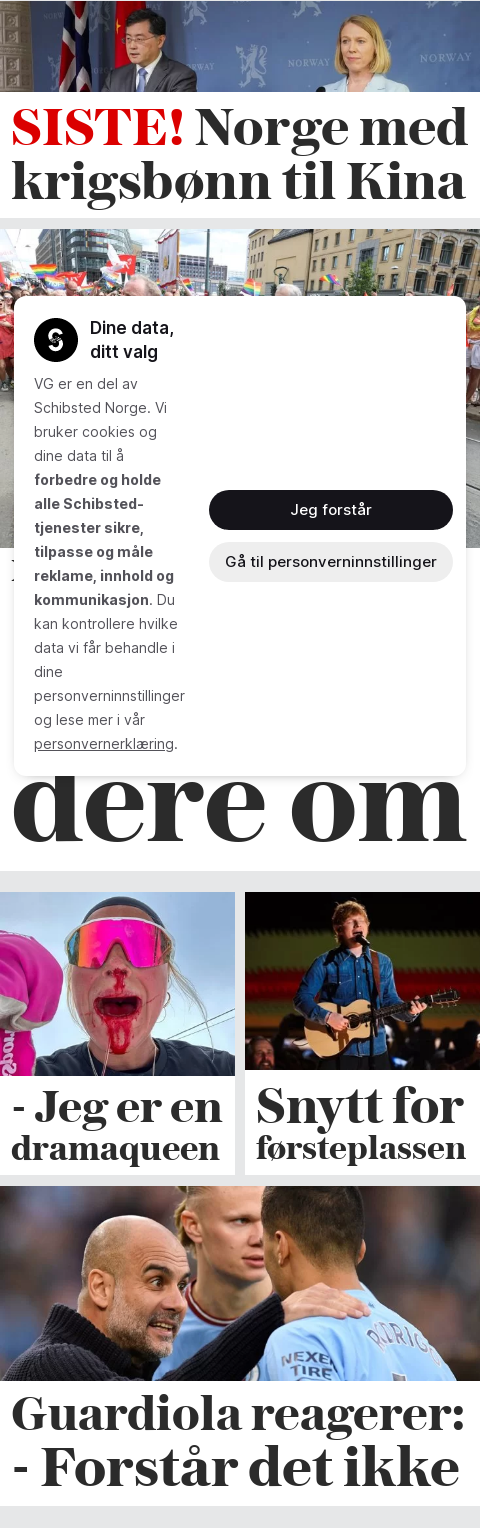 NORWAY
NORWAY
NORWAY
SISTE! Norge med
krigsbønn til Kina
Dine data,
ditt valg
VG er en del av
Schibsted Norge. Vi
bruker cookies og
dine data til å
forbedre og holde
alle Schibsted-
tjenester sikre,
tilpasse og måle
reklame, innhold og
kommunikasjon. Du
kan kontrollere hvilke
data vi får behandle i
dine
personverninnstillinger
og lese mer i vår
personvernerklæring.
Jeg forstår
Gå til personverninnstillinger
dere om
- Jeg er en
dramaqueen
Snytt for
førsteplassen
RODRIGO
NEXEN
TIRE
Guardiola reagerer:
- Forstår det ikke